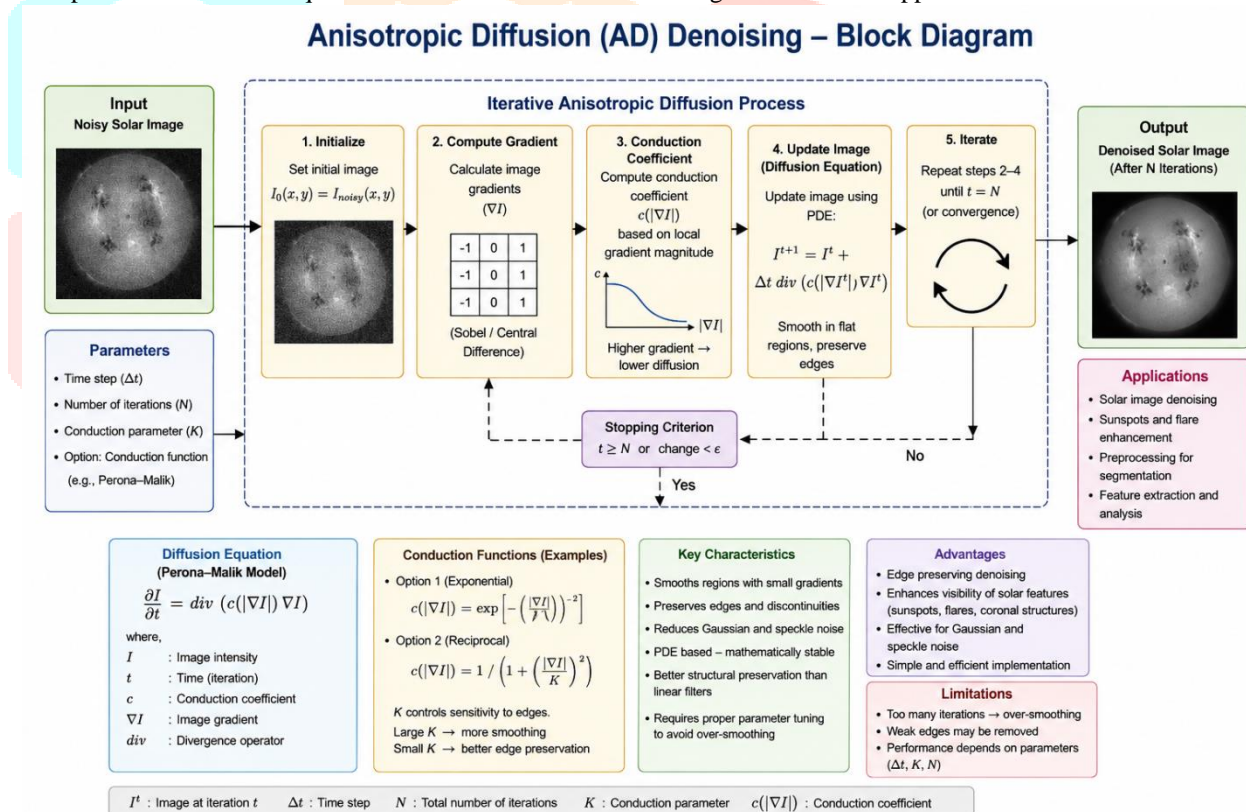 Anisotropic Diffusion (AD) Denoising – Block Diagram
Input
Noisy Solar Image
Parameters
• Time step (Δt)
• Number of iterations (N)
• Conduction parameter (K)
• Option: Conduction function
(e.g., Perona–Malik)
Iterative Anisotropic Diffusion Process
1. Initialize
Set initial image
I₀(x, y) = I_noisy(x, y)
2. Compute Gradient
Calculate image
gradients
(∇I)
-1 0 1
-1 0 1
-1 0 1
(Sobel / Central
Difference)
3. Conduction
Coefficient
Compute conduction
coefficient
c(|∇I|)
based on local
gradient magnitude
c
|∇I|
Higher gradient →
lower diffusion
4. Update Image
(Diffusion Equation)
Update image using
PDE:
I^{t+1} = I^t +
Δt div (c(|∇I^t|)∇I^t)
Smooth in flat
regions, preserve
edges
5. Iterate
Repeat steps 2–4
until t = N
(or convergence)
Stopping Criterion
t ≥ N or change < ϵ
No
Yes
Output
Denoised Solar Image
(After N Iterations)
Applications
• Solar image denoising
• Sunspots and flare
enhancement
• Preprocessing for
segmentation
• Feature extraction and
analysis
Diffusion Equation
(Perona–Malik Model)
∂I/∂t = div (c(|∇I|) ∇I)
where,
I : Image intensity
t : Time (iteration)
c : Conduction coefficient
∇I : Image gradient
div : Divergence operator
Conduction Functions (Examples)
• Option 1 (Exponential)
c(|∇I|) = exp[-(|∇I|/ )^{-2}]
• Option 2 (Reciprocal)
c(|∇I|) = 1 / (1 + (|∇I|/K)^2)
K controls sensitivity to edges.
Large K → more smoothing
Small K → better edge preservation
Key Characteristics
• Smooths regions with small gradients
• Preserves edges and discontinuities
• Reduces Gaussian and speckle noise
• PDE based – mathematically stable
• Better structural preservation than
linear filters
• Requires proper parameter tuning
to avoid over-smoothing
Advantages
• Edge preserving denoising
• Enhances visibility of solar features
(sunspots, flares, coronal structures)
• Effective for Gaussian and
speckle noise
• Simple and efficient implementation
Limitations
• Too many iterations → over-smoothing
• Weak edges may be removed
• Performance depends on parameters
(Δt, K, N)
I^t : Image at iteration t Δt : Time step N : Total number of iterations K : Conduction parameter c(|∇I|) : Conduction coefficient